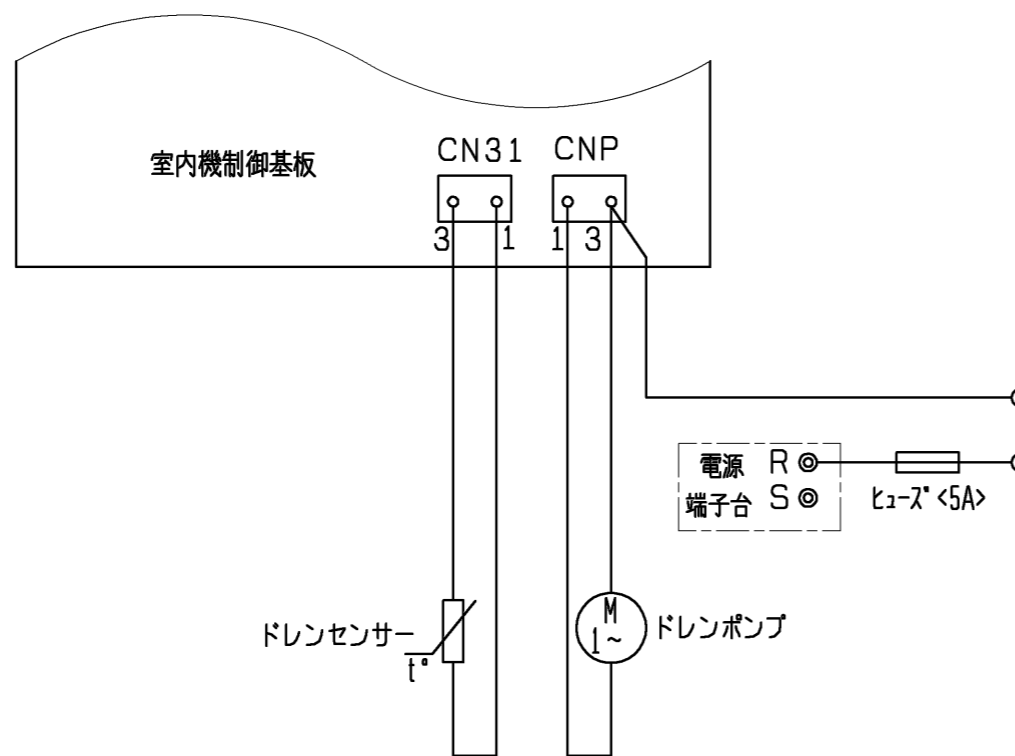 CN31 CNP
室内機制御基板
3 1 1 3
電源 R
端子台 S
ヒューズ<5A>
M
1~
ドレンセンサー
ドレンポンプ
t°